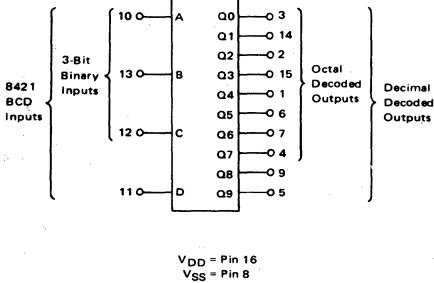 10 A Q0 3
Q1 14
3-Bit
Binary
Inputs
Q2 2
13 B Q3 15
Octal
Decoded
Outputs
8421
BCD
Inputs
Q4 1
Decimal
Decoded
Outputs
Q5 6
12 C Q6 7
Q7 4
Q8 9
11 D Q9 5
VDD = Pin 16
VSS = Pin 8